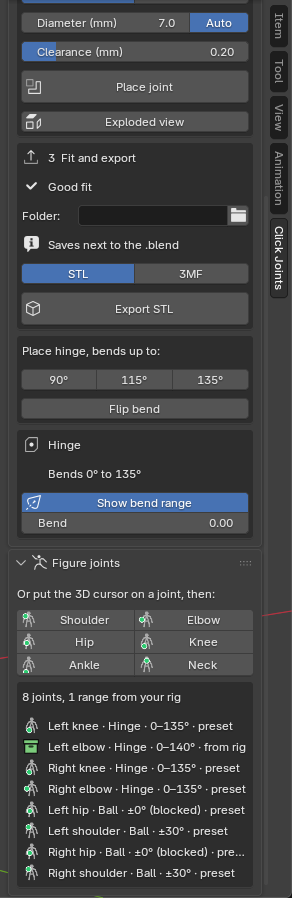 Diameter (mm) 7.0 Auto
Clearance (mm) 0.20
Place joint
Exploded view
3 Fit and export
Good fit
Folder:
Saves next to the .blend
STL 3MF
Export STL
Place hinge, bends up to:
90° 115° 135°
Flip bend
Hinge
Bends 0° to 135°
Show bend range
Bend 0.00
Figure joints
Or put the 3D cursor on a joint, then:
Shoulder Elbow
Hip Knee
Ankle Neck
8 joints, 1 range from your rig
Left knee · Hinge · 0–135° · preset
Left elbow · Hinge · 0–140° · from rig
Right knee · Hinge · 0–135° · preset
Right elbow · Hinge · 0–135° · preset
Left hip · Ball · ±0° (blocked) · preset
Left shoulder · Ball · ±30° · preset
Right hip · Ball · ±0° (blocked) · pre...
Right shoulder · Ball · ±30° · preset
Item
Tool
View
Animation
Click Joints